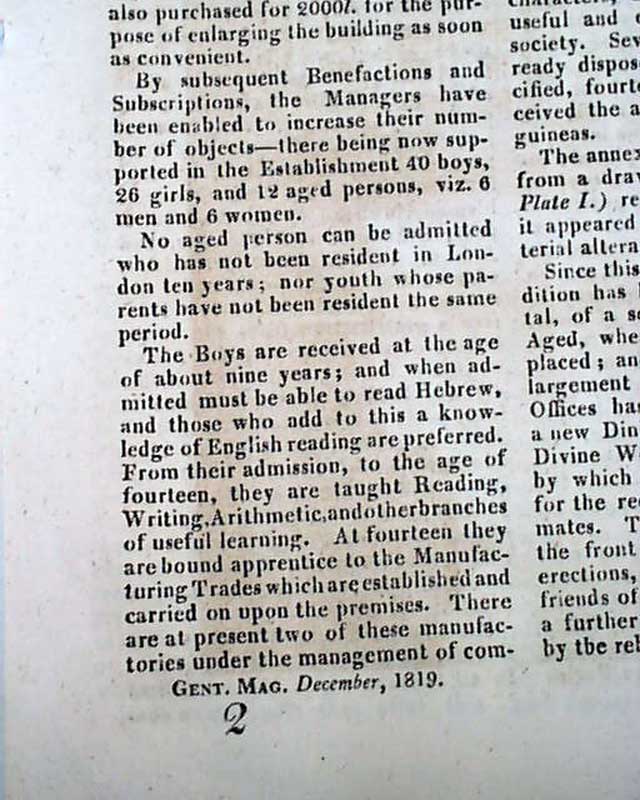 also purchased for 2000l. for the pur-
pose of enlarging the building as soon
as convenient.
By subsequent Benefactions and
Subscriptions, the Managers have
been enabled to increase their num-
ber of objects—there being now sup-
ported in the Establishment 40 boys,
26 girls, and 12 aged persons, viz. 6
men and 6 women.
No aged person can be admitted
who has not been resident in Lon-
don ten years; nor youth whose pa-
rents have not been resident the same
period.
The Boys are received at the age
of about nine years; and when ad-
mitted must be able to read Hebrew,
and those who add to this a know-
ledge of English reading are preferred.
From their admission, to the age of
fourteen, they are taught Reading,
Writing, Arithmetic, and other branches
of useful learning. At fourteen they
are bound apprentice to the Manufac-
turing Trades which are established and
carried on upon the premises. There
are at present two of these manufac-
tories under the management of com-
GENT. MAG. December, 1819.
2
useful and
society. Sev
ready dispos
cified, fourt
ceived the a
guineas.
The annex
from a dra
Plate I.) re
it appeared
terial altera
Since this
dition has
tal, of a s
Aged, whe
placed; an
largement
Offices ha
a new Din
Divine W
by which
for the re
mates. T
the front
erections,
friends of
a further
by the rel